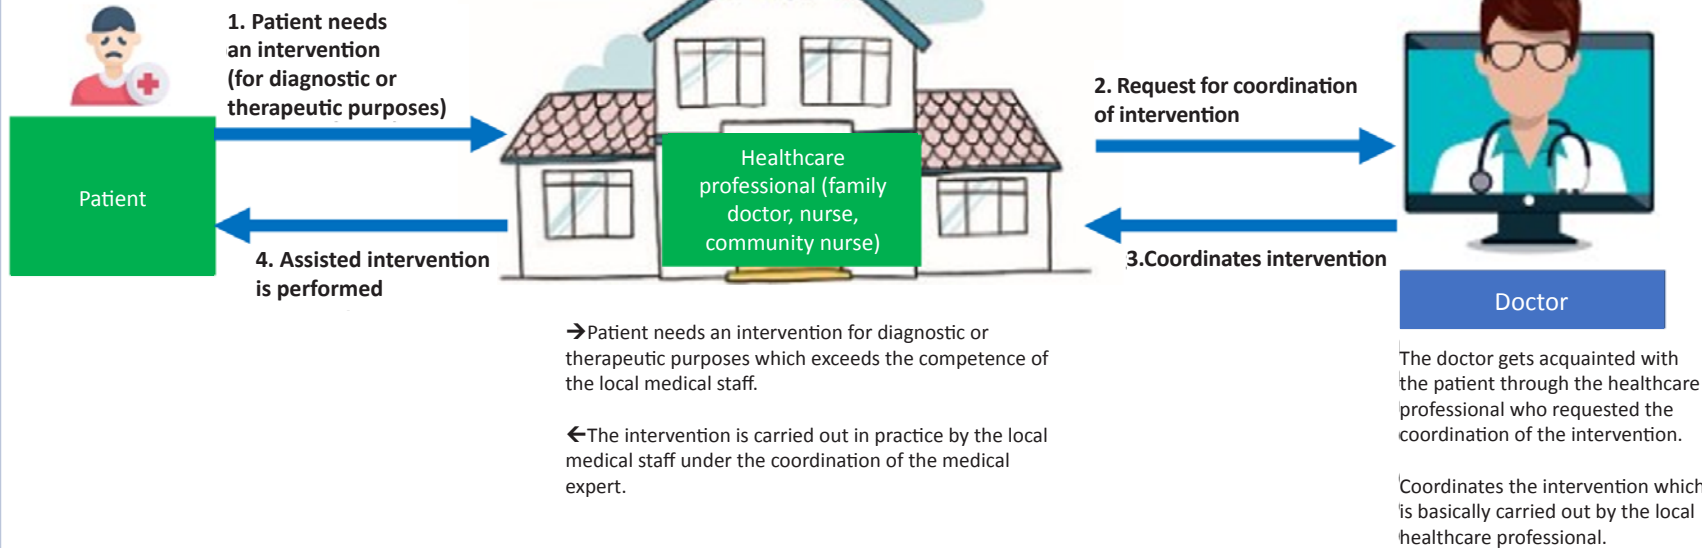 1. Patient needs
an intervention
(for diagnostic or
therapeutic purposes)
Patient
4. Assisted intervention
is performed
Healthcare
professional (family
doctor, nurse,
community nurse)
2. Request for coordination
of intervention
3.Coordinates intervention
Doctor
→Patient needs an intervention for diagnostic or
therapeutic purposes which exceeds the competence of
the local medical staff.
←The intervention is carried out in practice by the local
medical staff under the coordination of the medical
expert.
The doctor gets acquainted with
the patient through the healthcare
professional who requested the
coordination of the intervention.
Coordinates the intervention which
is basically carried out by the local
healthcare professional.